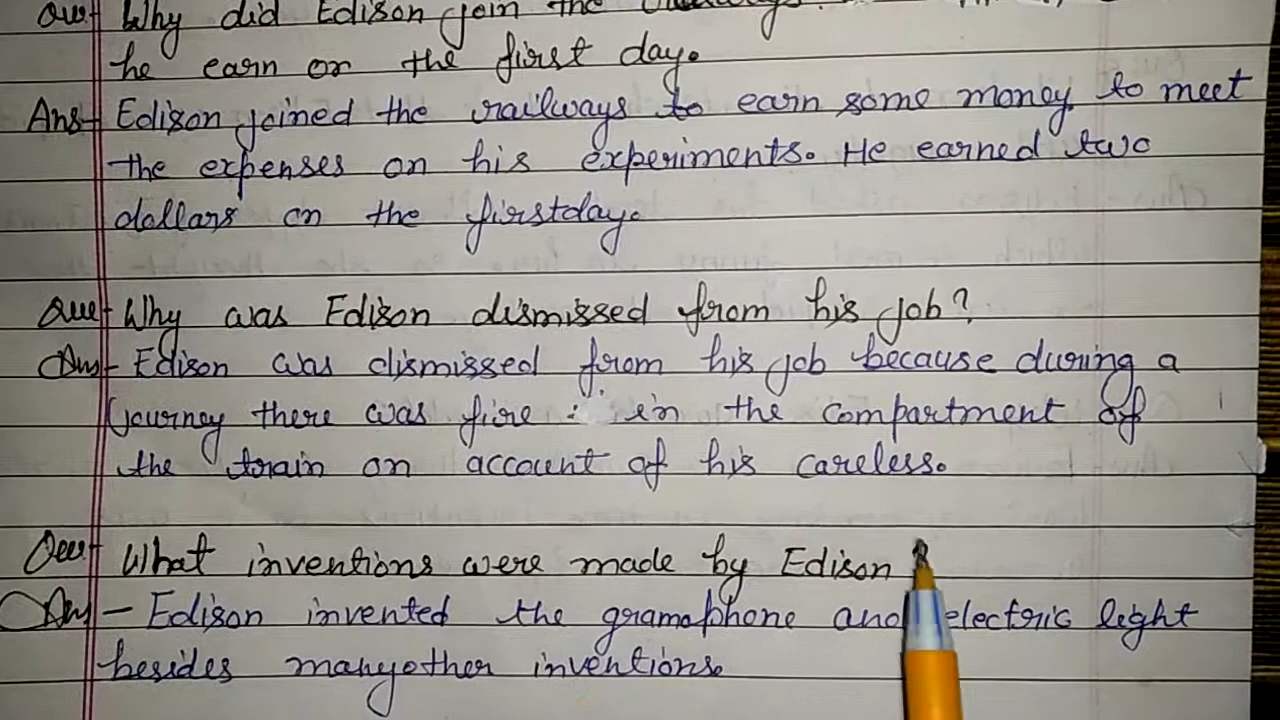 Que- Why did Edison join the railways
he earn on the first day.
Ans- Edison joined the railways to earn some money to meet
the expenses on his experiments. He earned two
dollars on the firstday.
Que- Why was Edison dismissed from his job?
Ans- Edison was dismissed from his job because during a
journey there was fire in the compartment of
the train on account of his careless.
Que- What inventions were made by Edison
Ans - Edison invented the gramophone and electric light
besides manyother inventions.